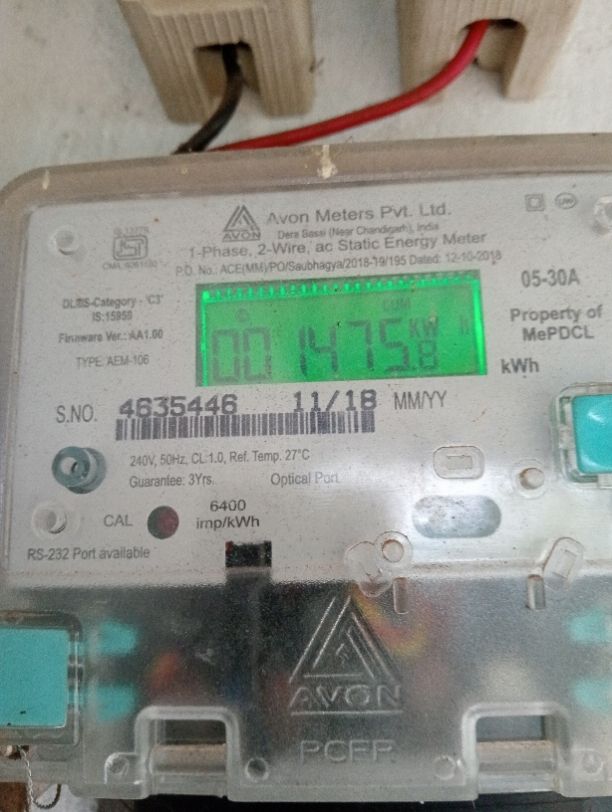 AVON
Avon Meters Pvt. Ltd.
Dera Bassi (Near Chandigarh), India
1-Phase, 2-Wire, ac Static Energy Meter
P.O. No.: ACE(MM)/PO/Saubhagya/2018-19/195 Dated: 12-10-2018
05-30A
DLMS-Category - 'C3'
IS:15959
Firmware Ver.: AA1.00
TYPE: AEM-106
CUM
001475.8 KW h
Property of
MePDCL
kWh
S.NO. 4635446 11/18 MM/YY
240V, 50Hz, CL:1.0, Ref. Temp. 27°C
Guarantee: 3Yrs. Optical Port
CAL
6400
imp/kWh
RS-232 Port available
AVON